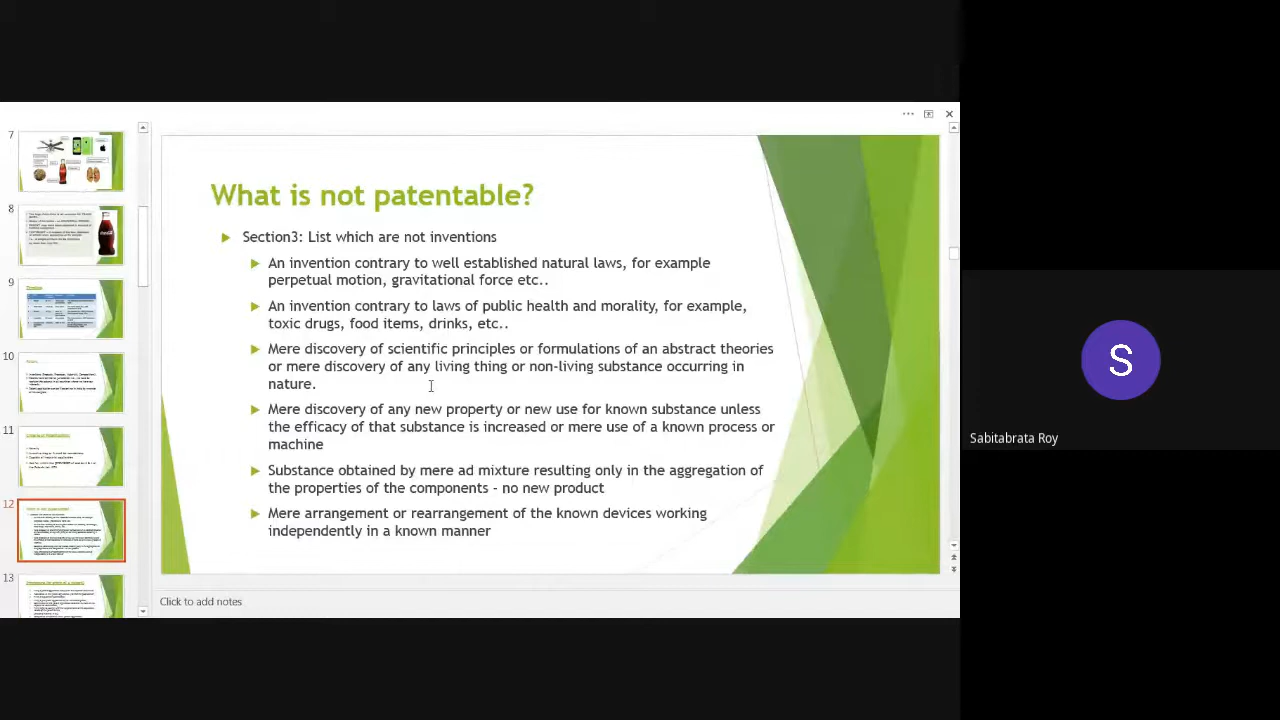 7
8
9
10
11
12
13
What is not patentable?
Section3: List which are not inventions
An invention contrary to well established natural laws, for example
perpetual motion, gravitational force etc..
An invention contrary to laws of public health and morality, for example,
toxic drugs, food items, drinks, etc..
Mere discovery of scientific principles or formulations of an abstract theories
or mere discovery of any living thing or non-living substance occurring in
nature.
Mere discovery of any new property or new use for known substance unless
the efficacy of that substance is increased or mere use of a known process or
machine
Substance obtained by mere ad mixture resulting only in the aggregation of
the properties of the components - no new product
Mere arrangement or rearrangement of the known devices working
independently in a known manner
Click to add notes
S
Sabitabrata Roy